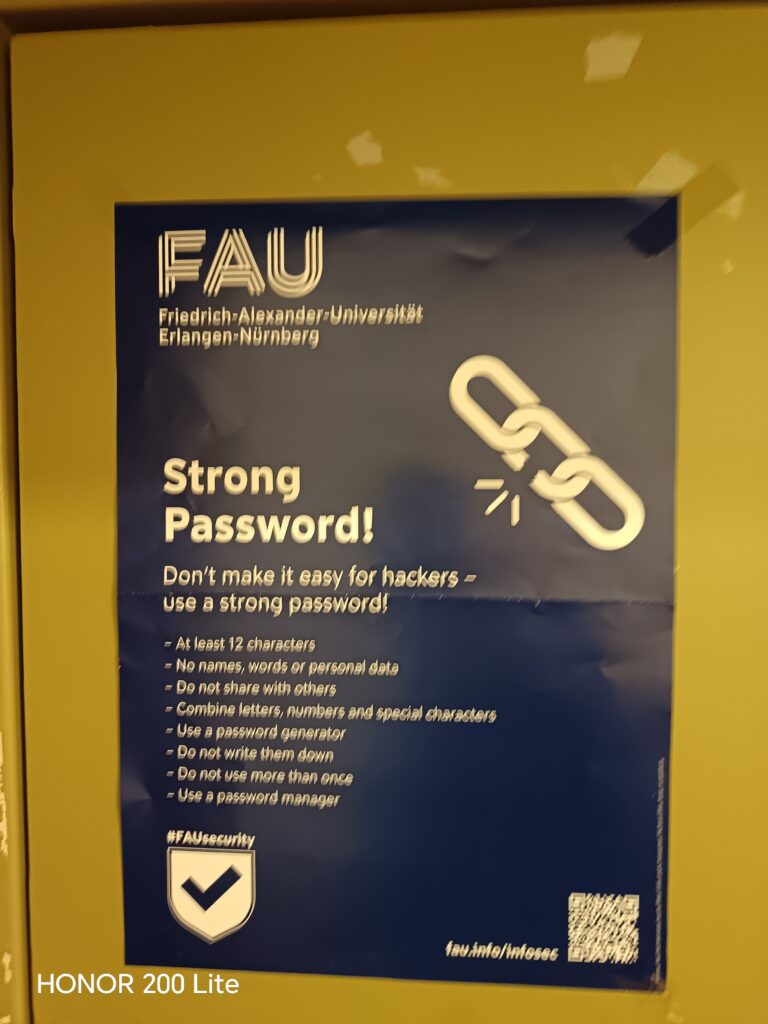 FAU
Friedrich-Alexander-Universität
Erlangen-Nürnberg
Strong
Password!
Don't make it easy for hackers –
use a strong password!
– At least 12 characters
– No names, words or personal data
– Do not share with others
– Combine letters, numbers and special characters
– Use a password generator
– Do not write them down
– Do not use more than once
– Use a password manager
#FAUsecurity
fau.info/infosec
HONOR 200 Lite